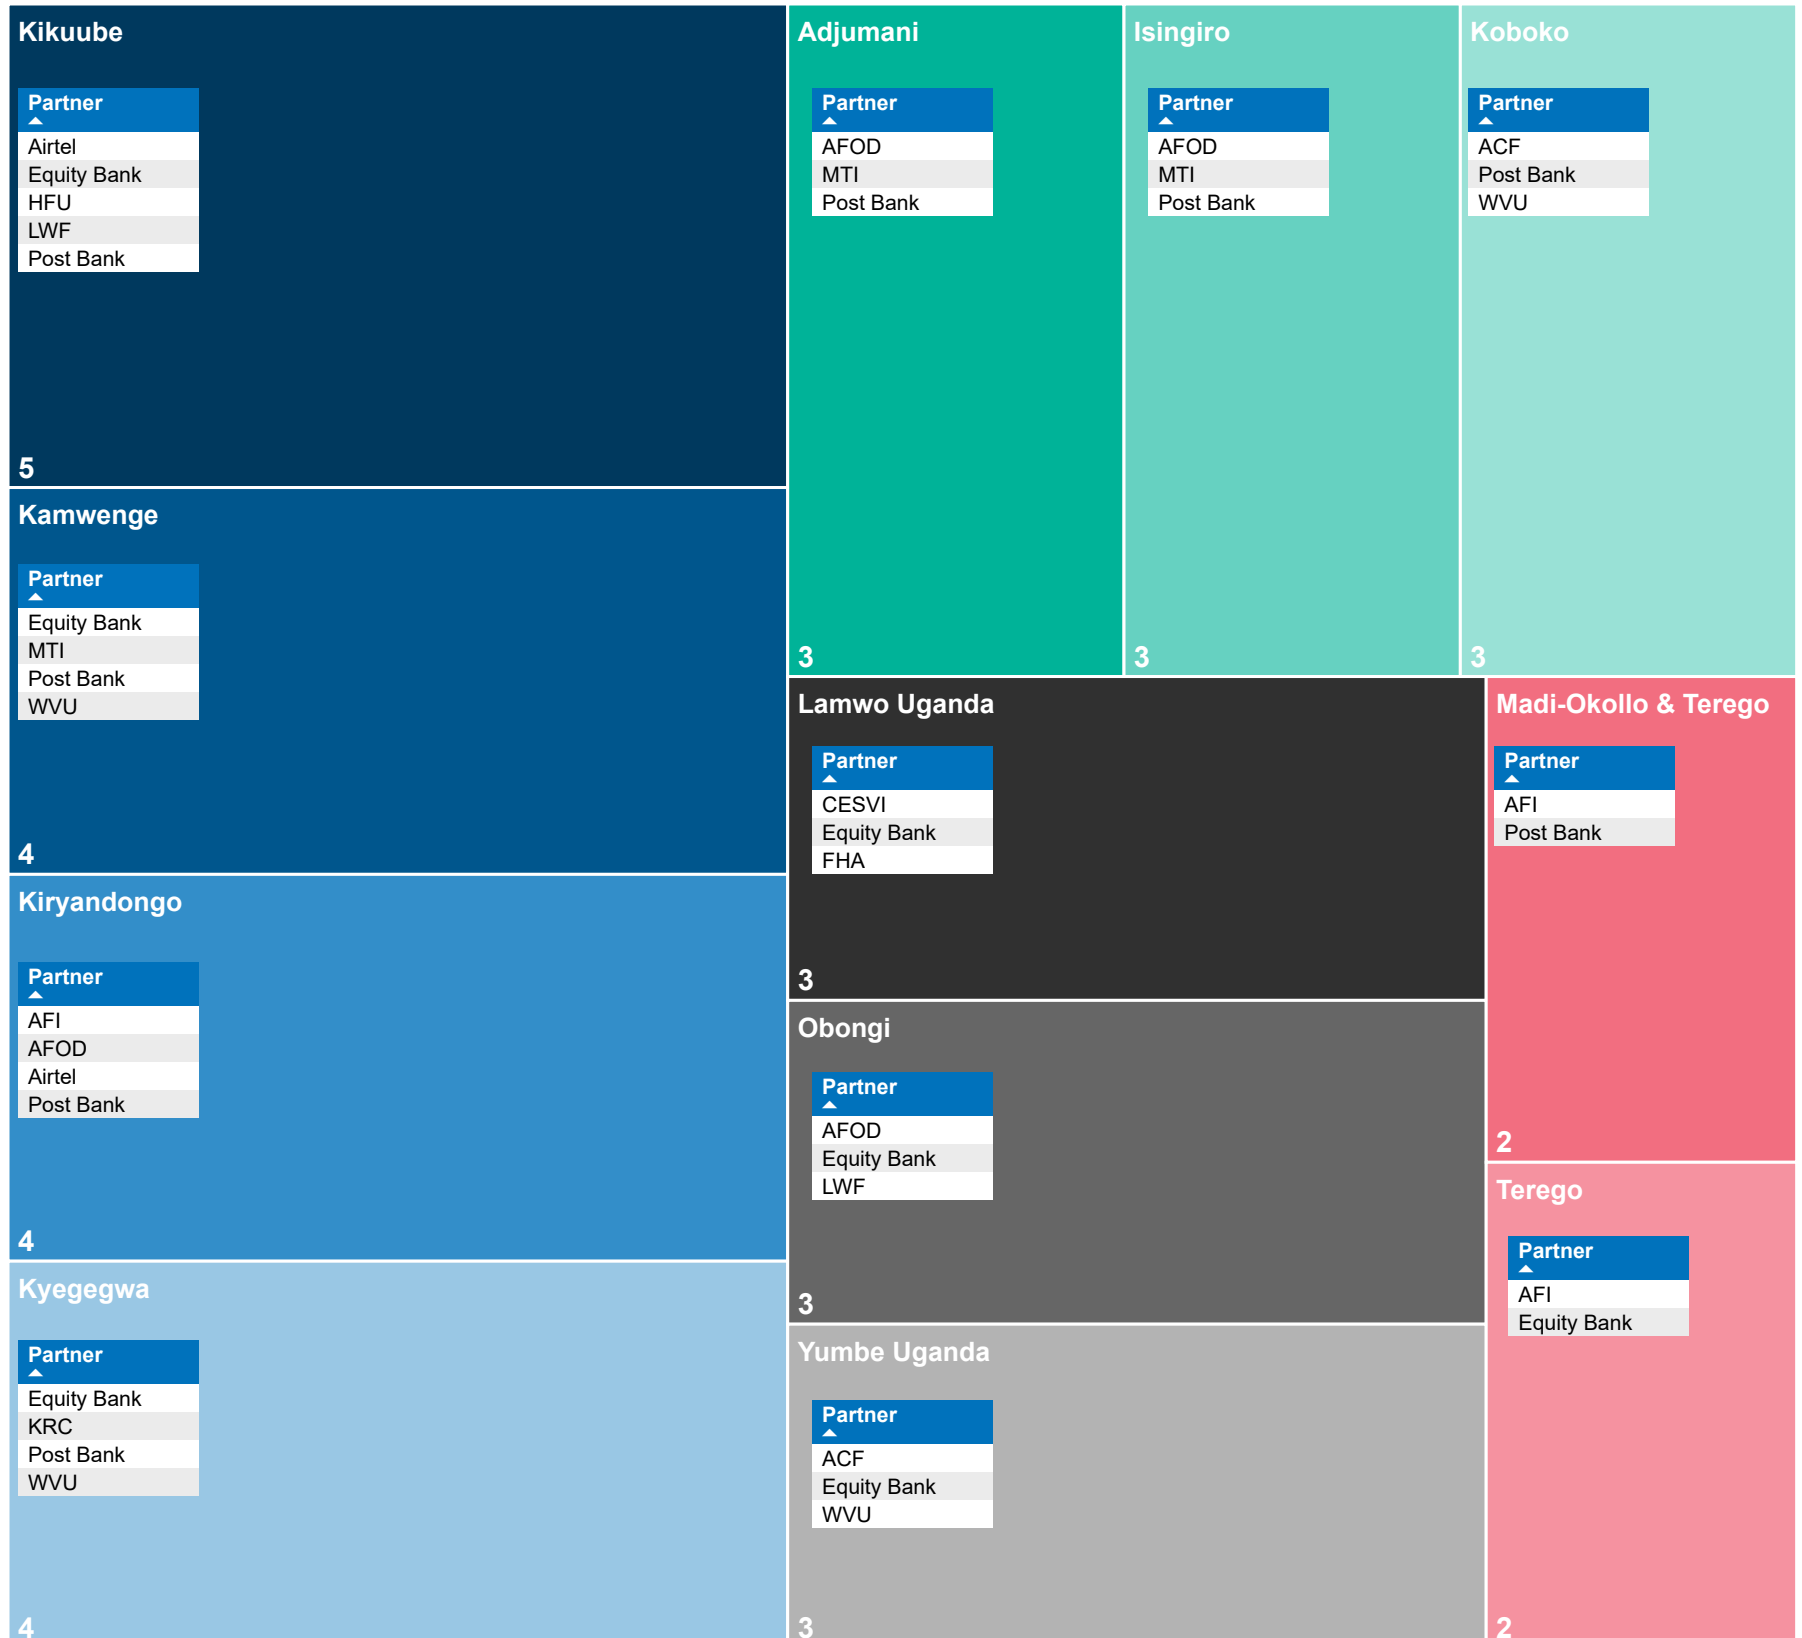 Kikuube
Partner
Airtel
Equity Bank
HFU
LWF
Post Bank
5
Kamwenge
Partner
Equity Bank
MTI
Post Bank
WVU
4
Kiryandongo
Partner
AFI
AFOD
Airtel
Post Bank
4
Kyegegwa
Partner
Equity Bank
KRC
Post Bank
WVU
4
Adjumani
Partner
AFOD
MTI
Post Bank
3
Isingiro
Partner
AFOD
MTI
Post Bank
3
Koboko
Partner
ACF
Post Bank
WVU
3
Lamwo Uganda
Partner
CESVI
Equity Bank
FHA
3
Obongi
Partner
AFOD
Equity Bank
LWF
3
Yumbe Uganda
Partner
ACF
Equity Bank
WVU
3
Madi-Okollo & Terego
Partner
AFI
Post Bank
2
Terego
Partner
AFI
Equity Bank
2